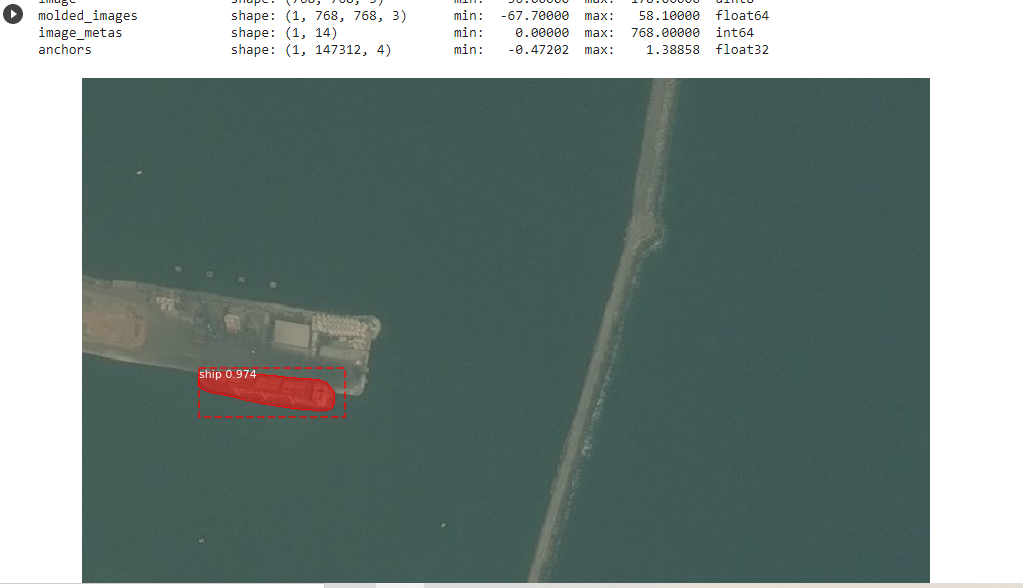 molded_images shape: (1, 768, 768, 3) min: -67.70000 max: 58.10000 float64
image_metas shape: (1, 14) min: 0.00000 max: 768.00000 int64
anchors shape: (1, 147312, 4) min: -0.47202 max: 1.38858 float32
ship 0.974